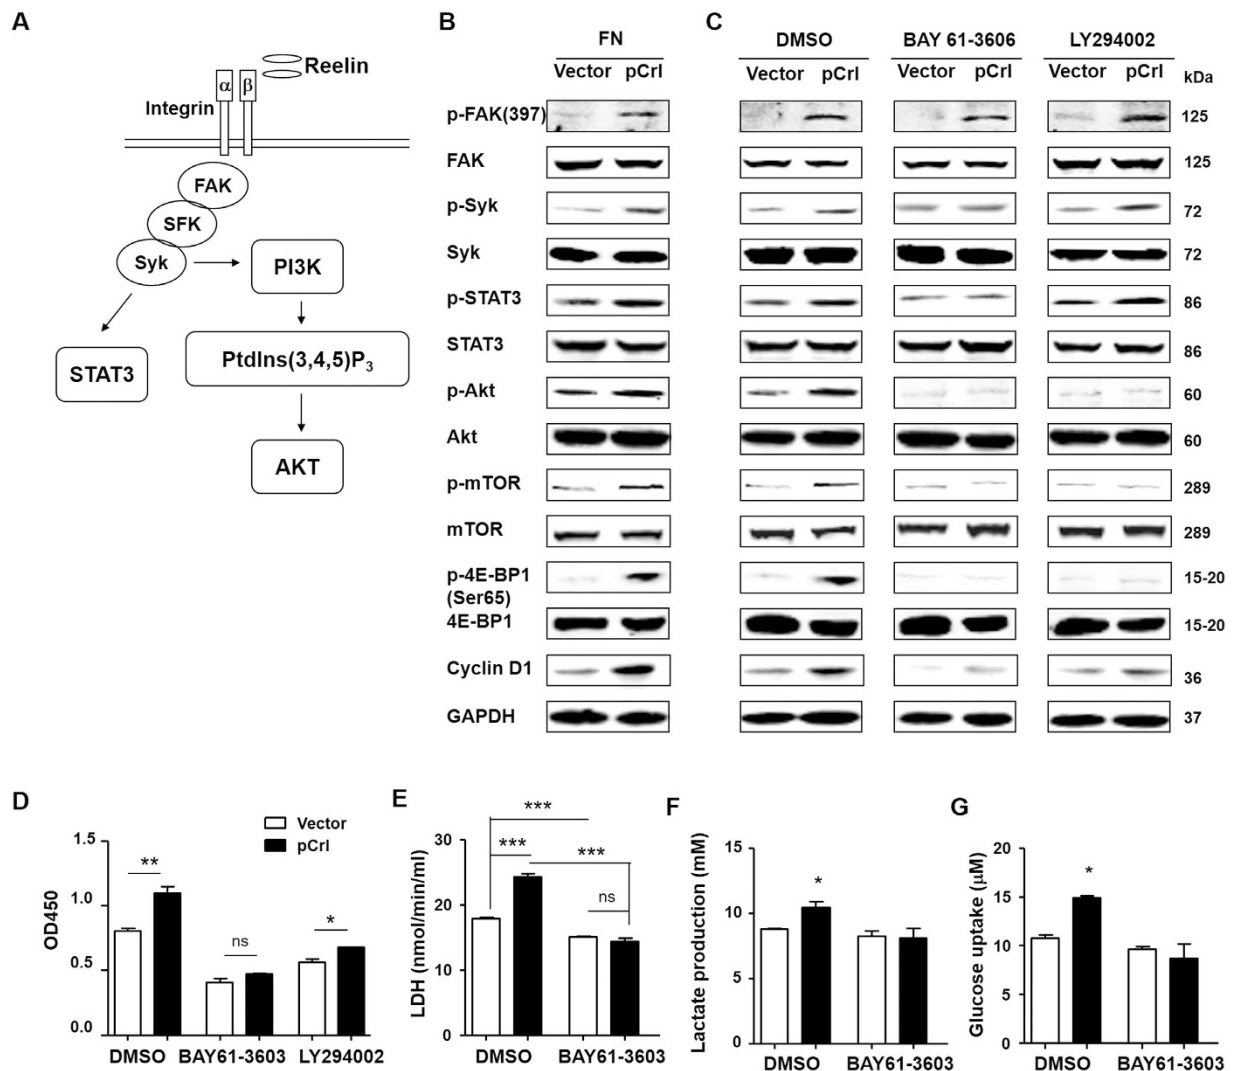 A
Reelin
α β
Integrin
FAK
SFK
Syk
PI3K
STAT3
PtdIns(3,4,5)P3
AKT
B
FN
Vector pCrl
C
DMSO BAY 61-3606 LY294002
Vector pCrl Vector pCrl Vector pCrl kDa
p-FAK(397) 125
FAK 125
p-Syk 72
Syk 72
p-STAT3 86
STAT3 86
p-Akt 60
Akt 60
p-mTOR 289
mTOR 289
p-4E-BP1 15-20
(Ser65)
4E-BP1 15-20
Cyclin D1 36
GAPDH 37
D
Vector
pCrl
OD450
1.5
1.0
0.5
0.0
**
ns
*
DMSO BAY61-3603 LY294002
E
LDH (nmol/min/ml)
30
20
10
0
***
*** ***
ns
DMSO BAY61-3603
F
Lactate production (mM)
15
10
5
0
*
DMSO BAY61-3603
G
Glucose uptake (μM)
20
15
10
5
0
*
DMSO BAY61-3603